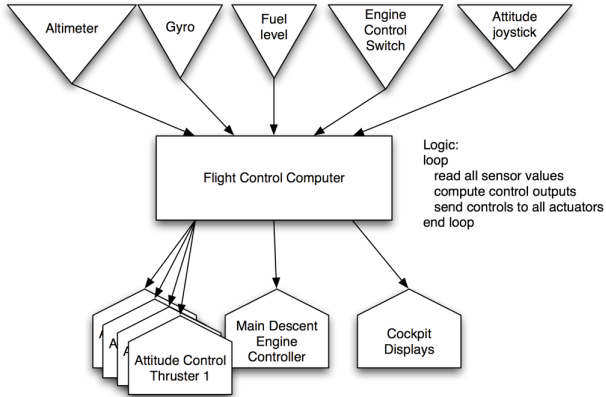 Altimeter
Gyro
Fuel
level
Engine
Control
Switch
Attitude
joystick
Flight Control Computer
Logic:
loop
read all sensor values
compute control outputs
send controls to all actuators
end loop
A
A
A
Attitude Control
Thruster 1
Main Descent
Engine
Controller
Cockpit
Displays